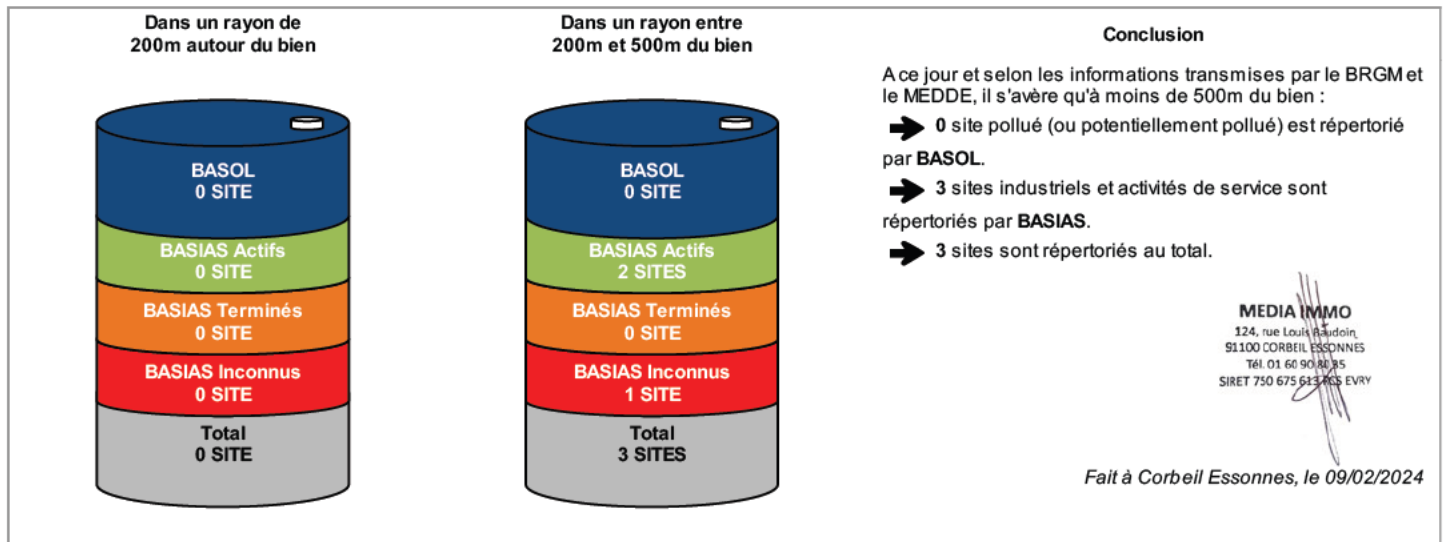 Dans un rayon de
200m autour du bien
BASOL
0 SITE
BASIAS Actifs
0 SITE
BASIAS Terminés
0 SITE
BASIAS Inconnus
0 SITE
Total
0 SITE
Dans un rayon entre
200m et 500m du bien
BASOL
0 SITE
BASIAS Actifs
2 SITES
BASIAS Terminés
0 SITE
BASIAS Inconnus
1 SITE
Total
3 SITES
Conclusion
A ce jour et selon les informations transmises par le BRGM et
le MEDDE, il s'avère qu'à moins de 500m du bien :
0 site pollué (ou potentiellement pollué) est répertorié
par BASOL.
3 sites industriels et activités de service sont
répertoriés par BASIAS.
3 sites sont répertoriés au total.
MEDIA IMMO
124, rue Louis Baudoin
91100 CORBEIL ESSONNES
Tél. 01 60 90 80 85
SIRET 750 675 613 RCS EVRY
Fait à Corbeil Essonnes, le 09/02/2024